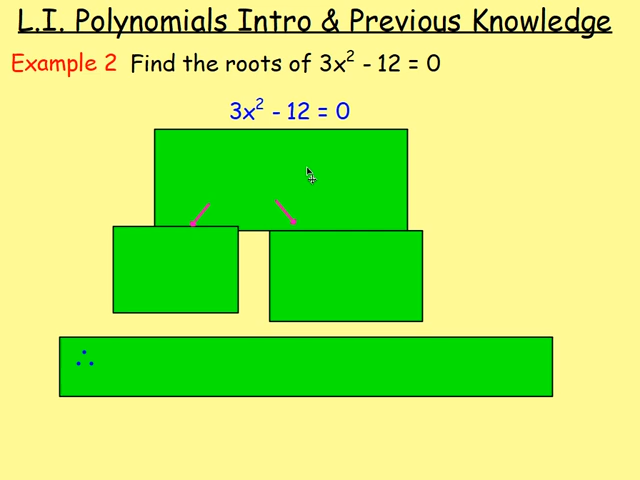 L.I. Polynomials Intro & Previous Knowledge
Example 2 Find the roots of 3x² - 12 = 0
3x² - 12 = 0
∴